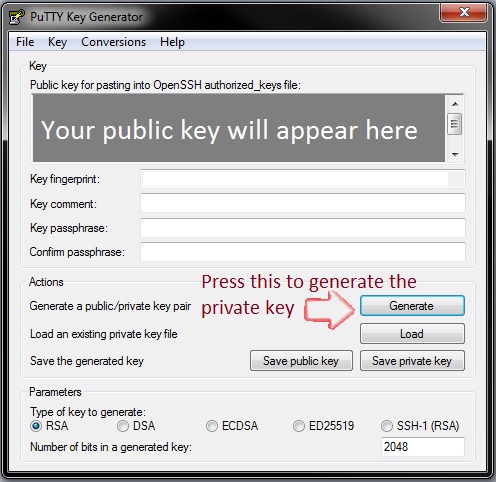 PuTTY Key Generator
File Key Conversions Help
Key
Public key for pasting into OpenSSH authorized_keys file:
Your public key will appear here
Key fingerprint:
Key comment:
Key passphrase:
Confirm passphrase:
Actions
Press this to generate the
private key
Generate a public/private key pair
Generate
Load an existing private key file
Load
Save the generated key
Save public key
Save private key
Parameters
Type of key to generate:
RSA DSA ECDSA ED25519 SSH-1 (RSA)
Number of bits in a generated key:
2048